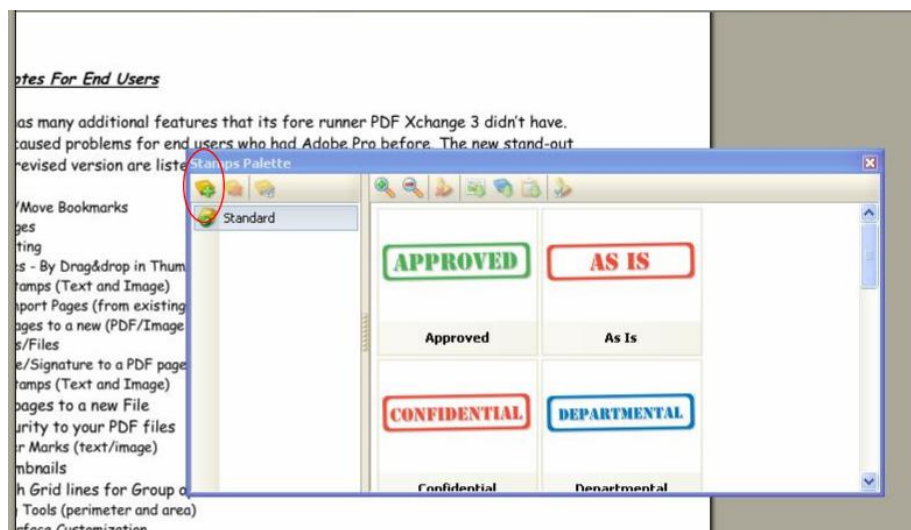 otes For End Users
as many additional features that its fore runner PDF Xchange 3 didn't have.
caused problems for end users who had Adobe Pro before. The new stand-out
revised version are liste
/Move Bookmarks
ges
ting
es - By Drag&drop in Thum
tamps (Text and Image)
nport Pages (from existing
ages to a new (PDF/Image
s/Files
e/Signature to a PDF page
tamps (Text and Image)
pages to a new File
urity to your PDF files
er Marks (text/image)
mbnails
h Grid lines for Group o
Tools (perimeter and area)
rface Customization
Stamps Palette
Standard
APPROVED
Approved
AS IS
As Is
CONFIDENTIAL
Confidential
DEPARTMENTAL
Departmental